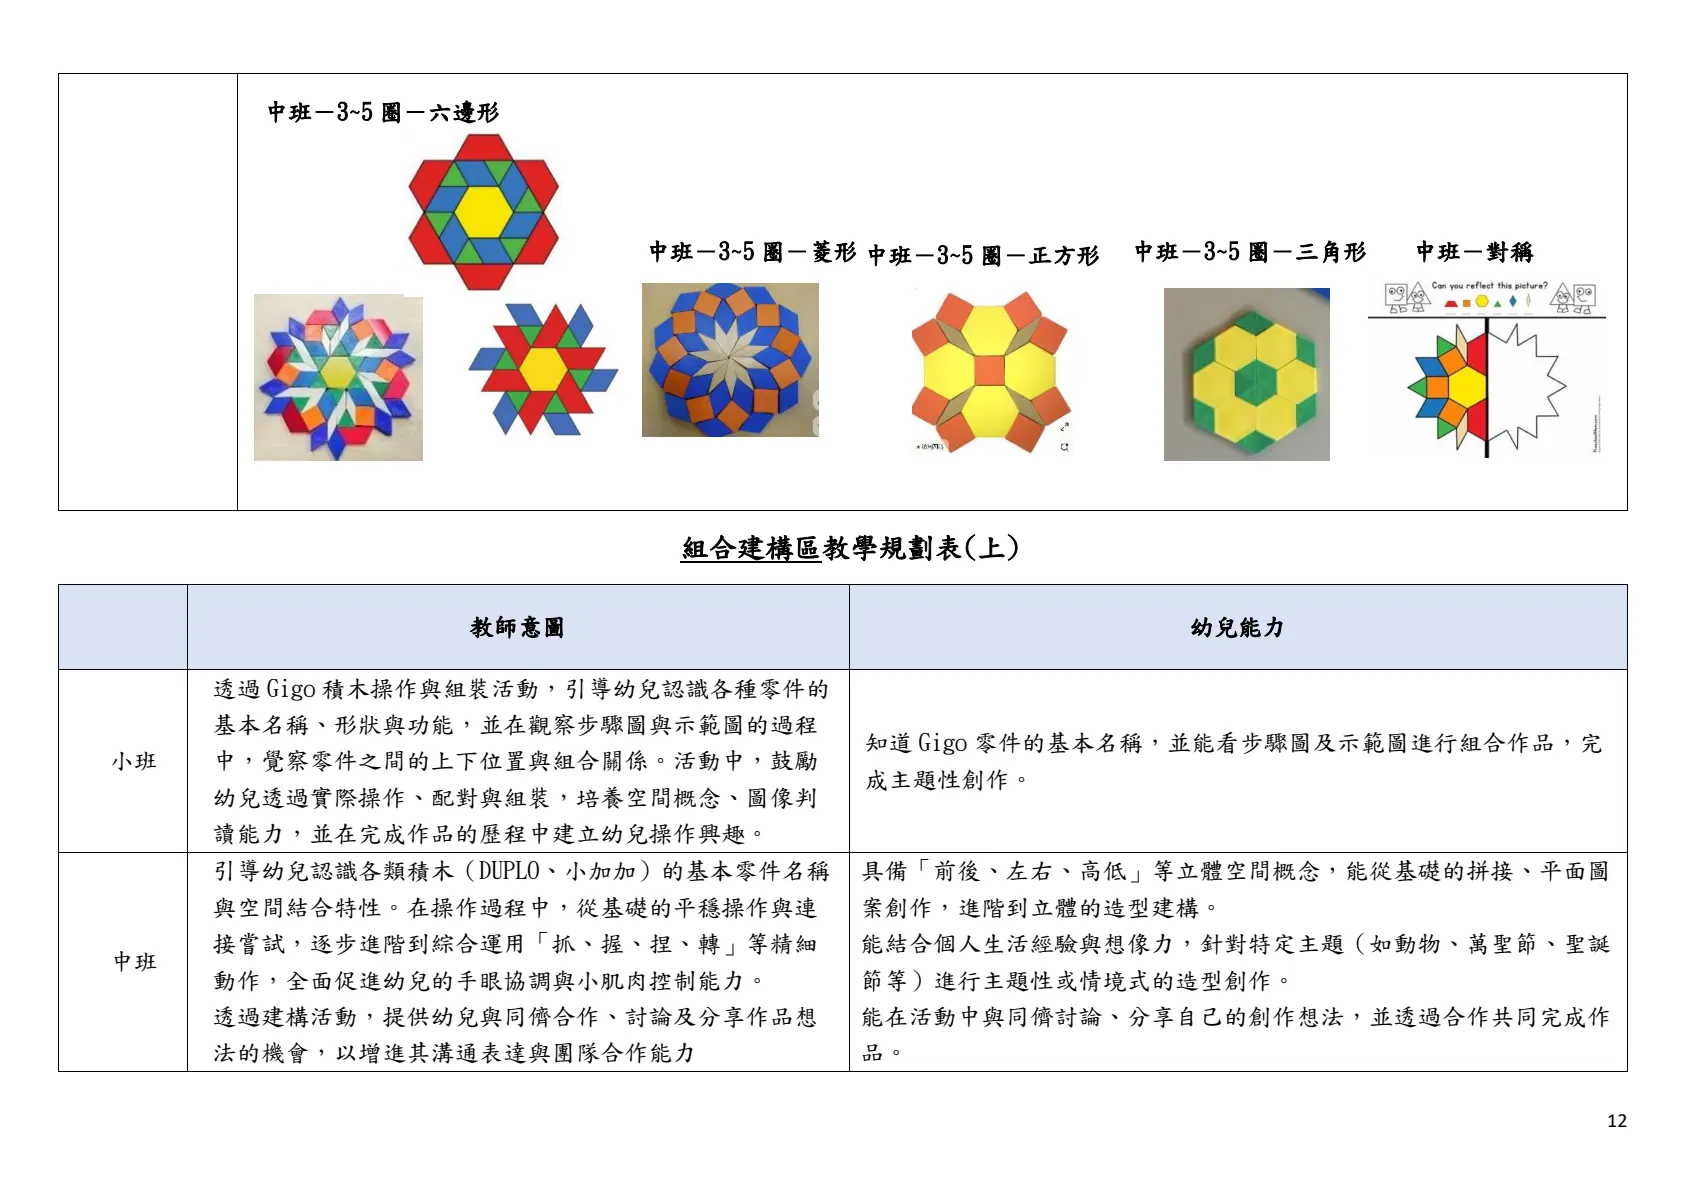 中班－3~5 圈－六邊形
中班－3~5 圈－菱形
中班－3~5 圈－正方形
中班－3~5 圈－三角形
中班－對稱
Can you reflect this picture?
組合建構區教學規劃表(上)
教師意圖
幼兒能力
小班
透過 Gigo 積木操作與組裝活動，引導幼兒認識各種零件的
基本名稱、形狀與功能，並在觀察步驟圖與示範圖的過程
中，覺察零件之間的上下位置與組合關係。活動中，鼓勵
幼兒透過實際操作、配對與組裝，培養空間概念、圖像判
讀能力，並在完成作品的歷程中建立幼兒操作興趣。
知道 Gigo 零件的基本名稱，並能看步驟圖及示範圖進行組合作品，完
成主題性創作。
中班
引導幼兒認識各類積木（DUPLO、小加加）的基本零件名稱
與空間結合特性。在操作過程中，從基礎的平穩操作與連
接嘗試，逐步進階到綜合運用「抓、握、捏、轉」等精細
動作，全面促進幼兒的手眼協調與小肌肉控制能力。
透過建構活動，提供幼兒與同儕合作、討論及分享作品想
法的機會，以增進其溝通表達與團隊合作能力
具備「前後、左右、高低」等立體空間概念，能從基礎的拼接、平面圖
案創作，進階到立體的造型建構。
能結合個人生活經驗與想像力，針對特定主題（如動物、萬聖節、聖誕
節等）進行主題性或情境式的造型創作。
能在活動中與同儕討論、分享自己的創作想法，並透過合作共同完成作
品。
12